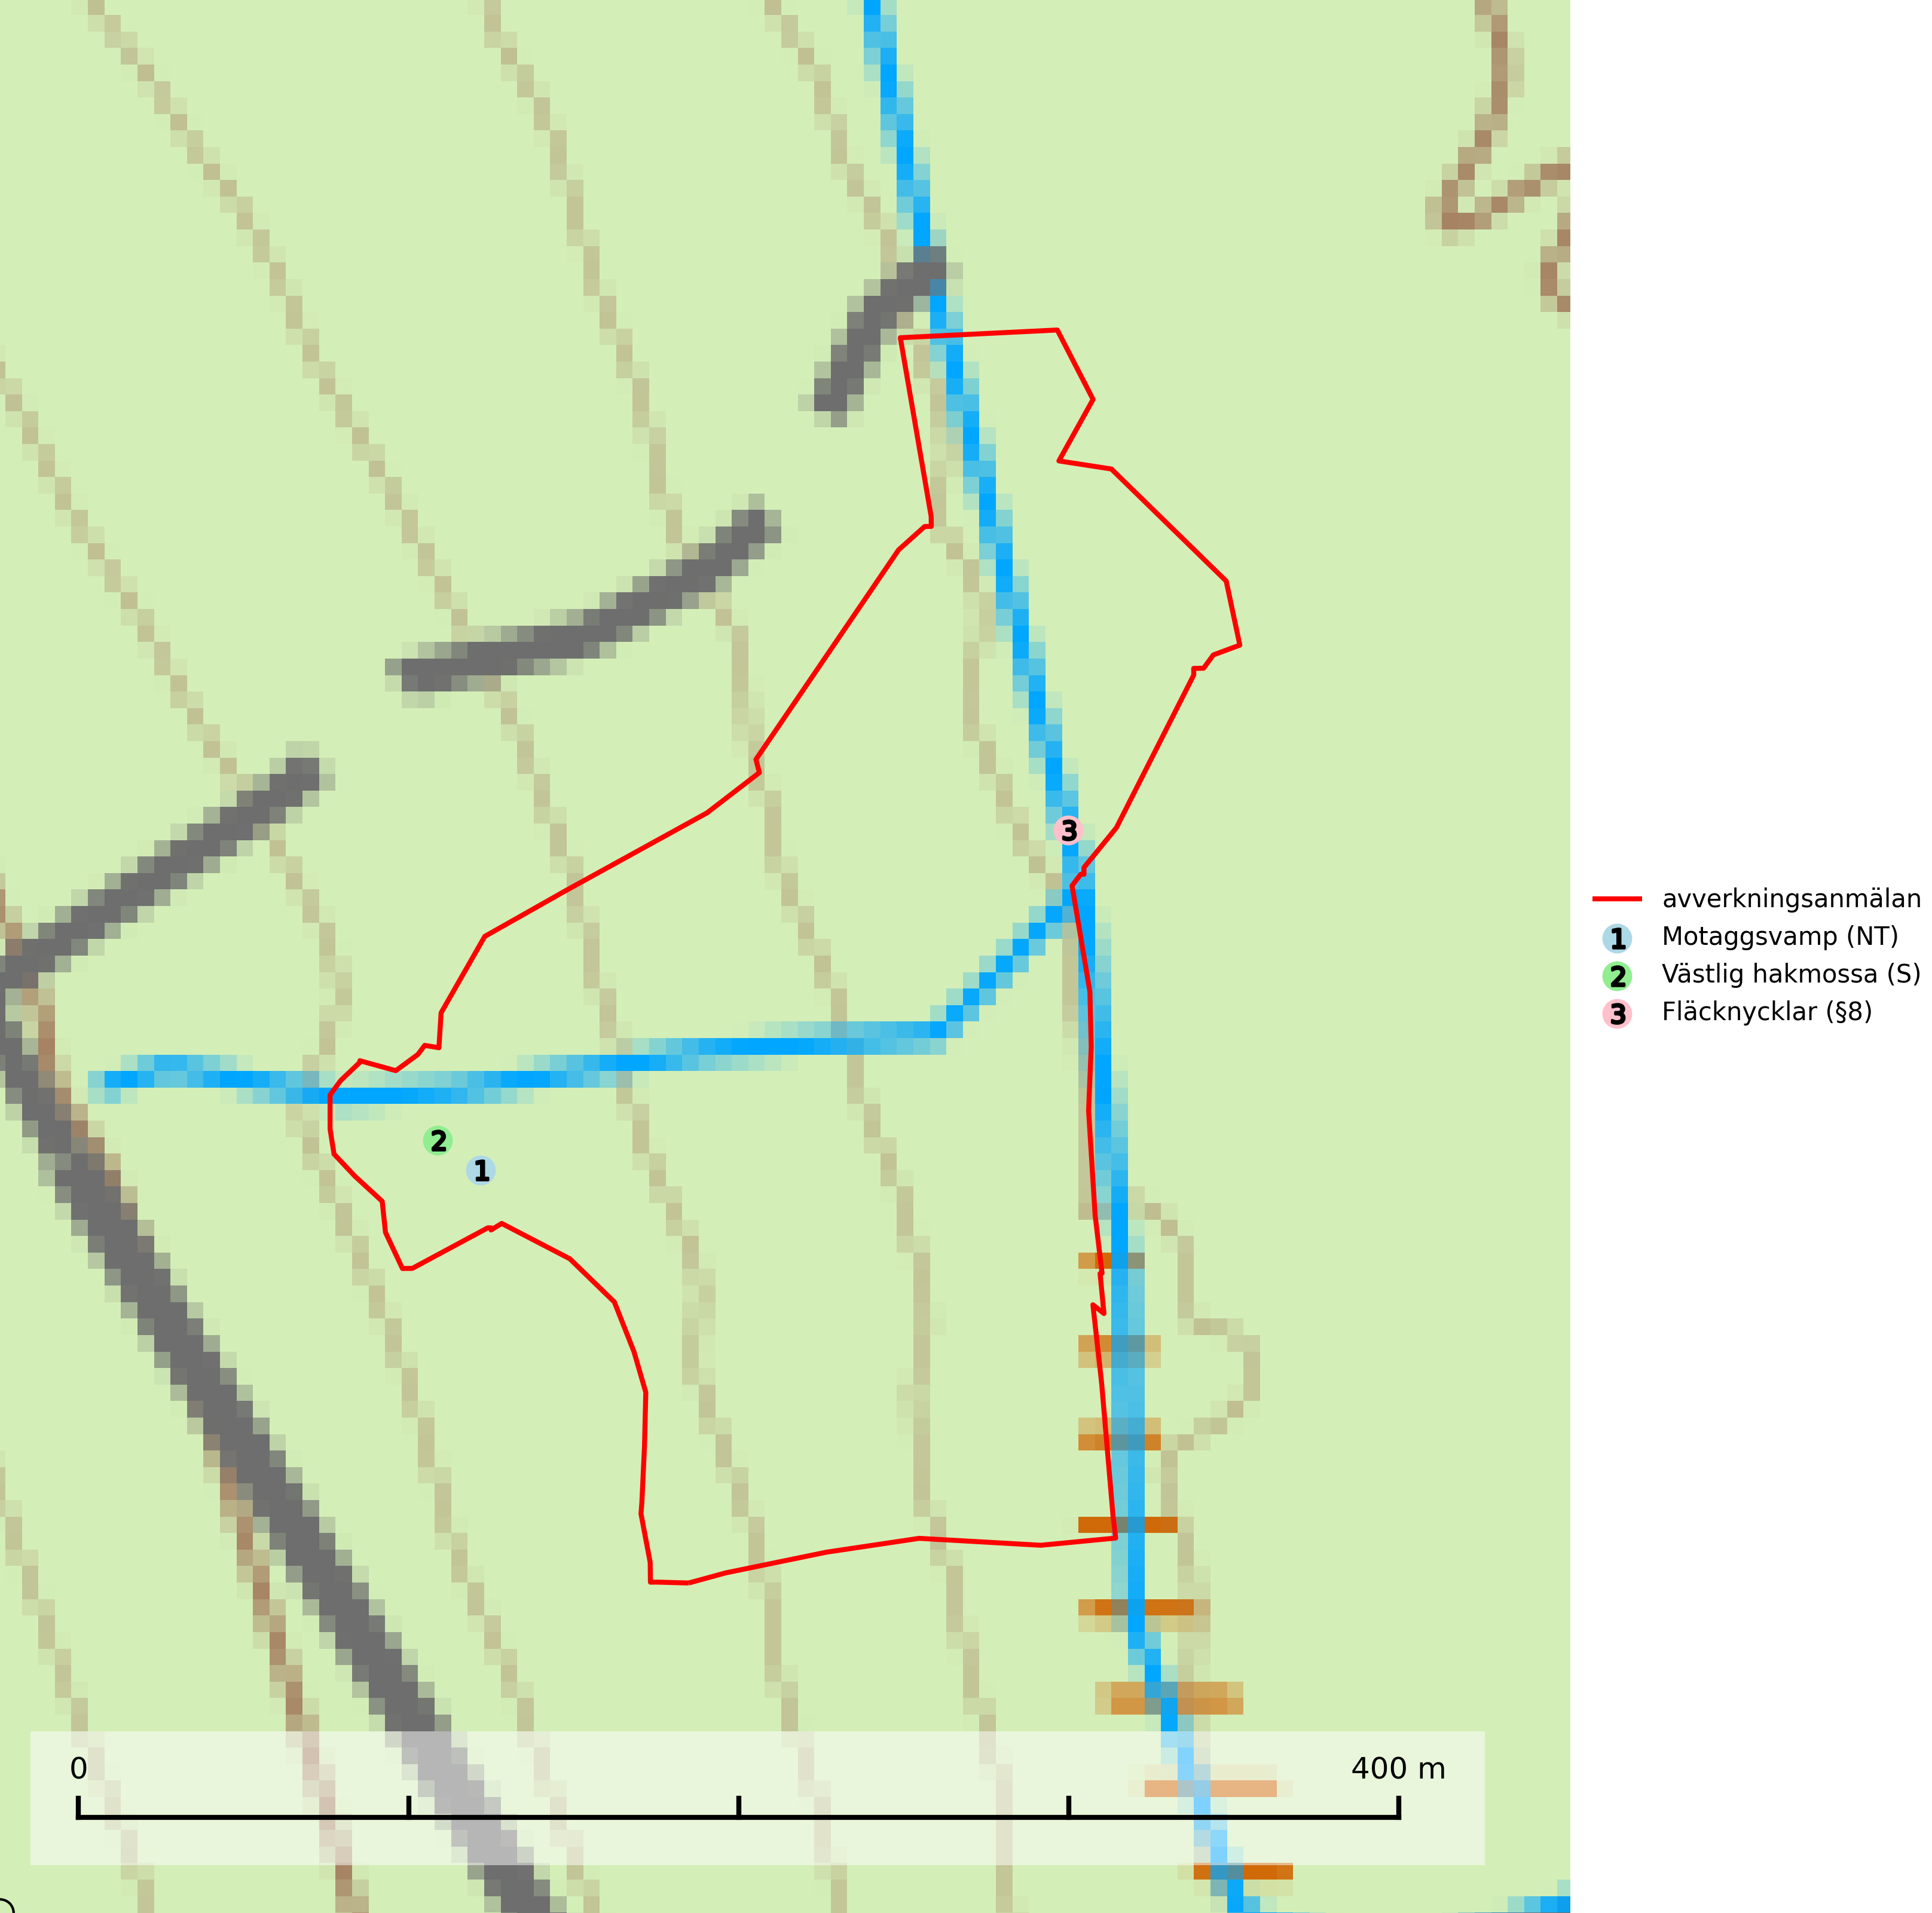 3
avverkningsanmälan
1 Motaggsvamp (NT)
2 Västlig hakmossa (S)
3 Fläcknycklar (§8)
2
1
0 400 m